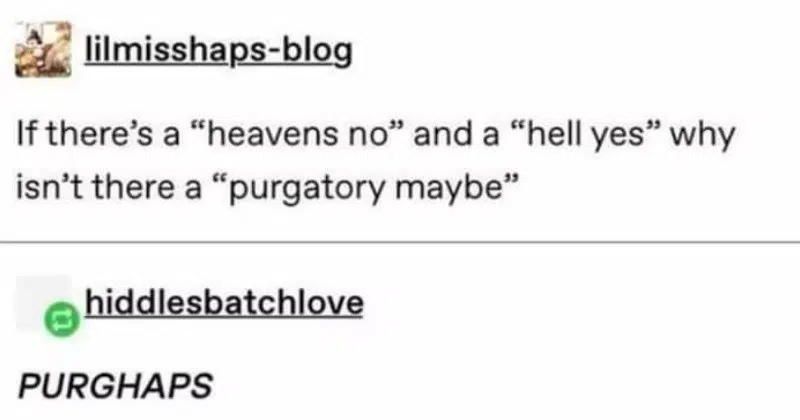 lilmisshaps-blog
If there’s a “heavens no” and a “hell yes” why
isn’t there a “purgatory maybe”
hiddlesbatchlove
PURGHAPS